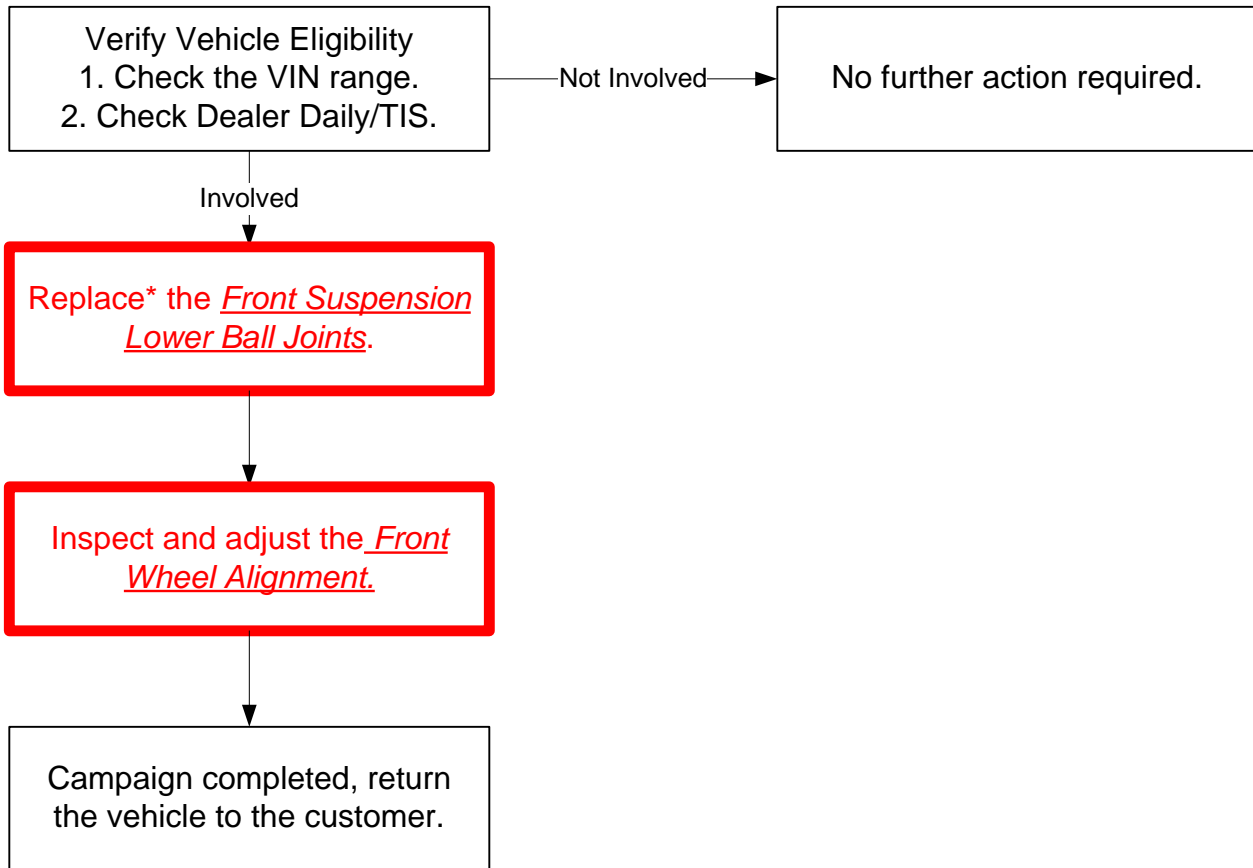 Verify Vehicle Eligibility
1. Check the VIN range.
2. Check Dealer Daily/TIS.
Not Involved
No further action required.
Involved
Replace* the Front Suspension
Lower Ball Joints.
Inspect and adjust the Front
Wheel Alignment.
Campaign completed, return
the vehicle to the customer.